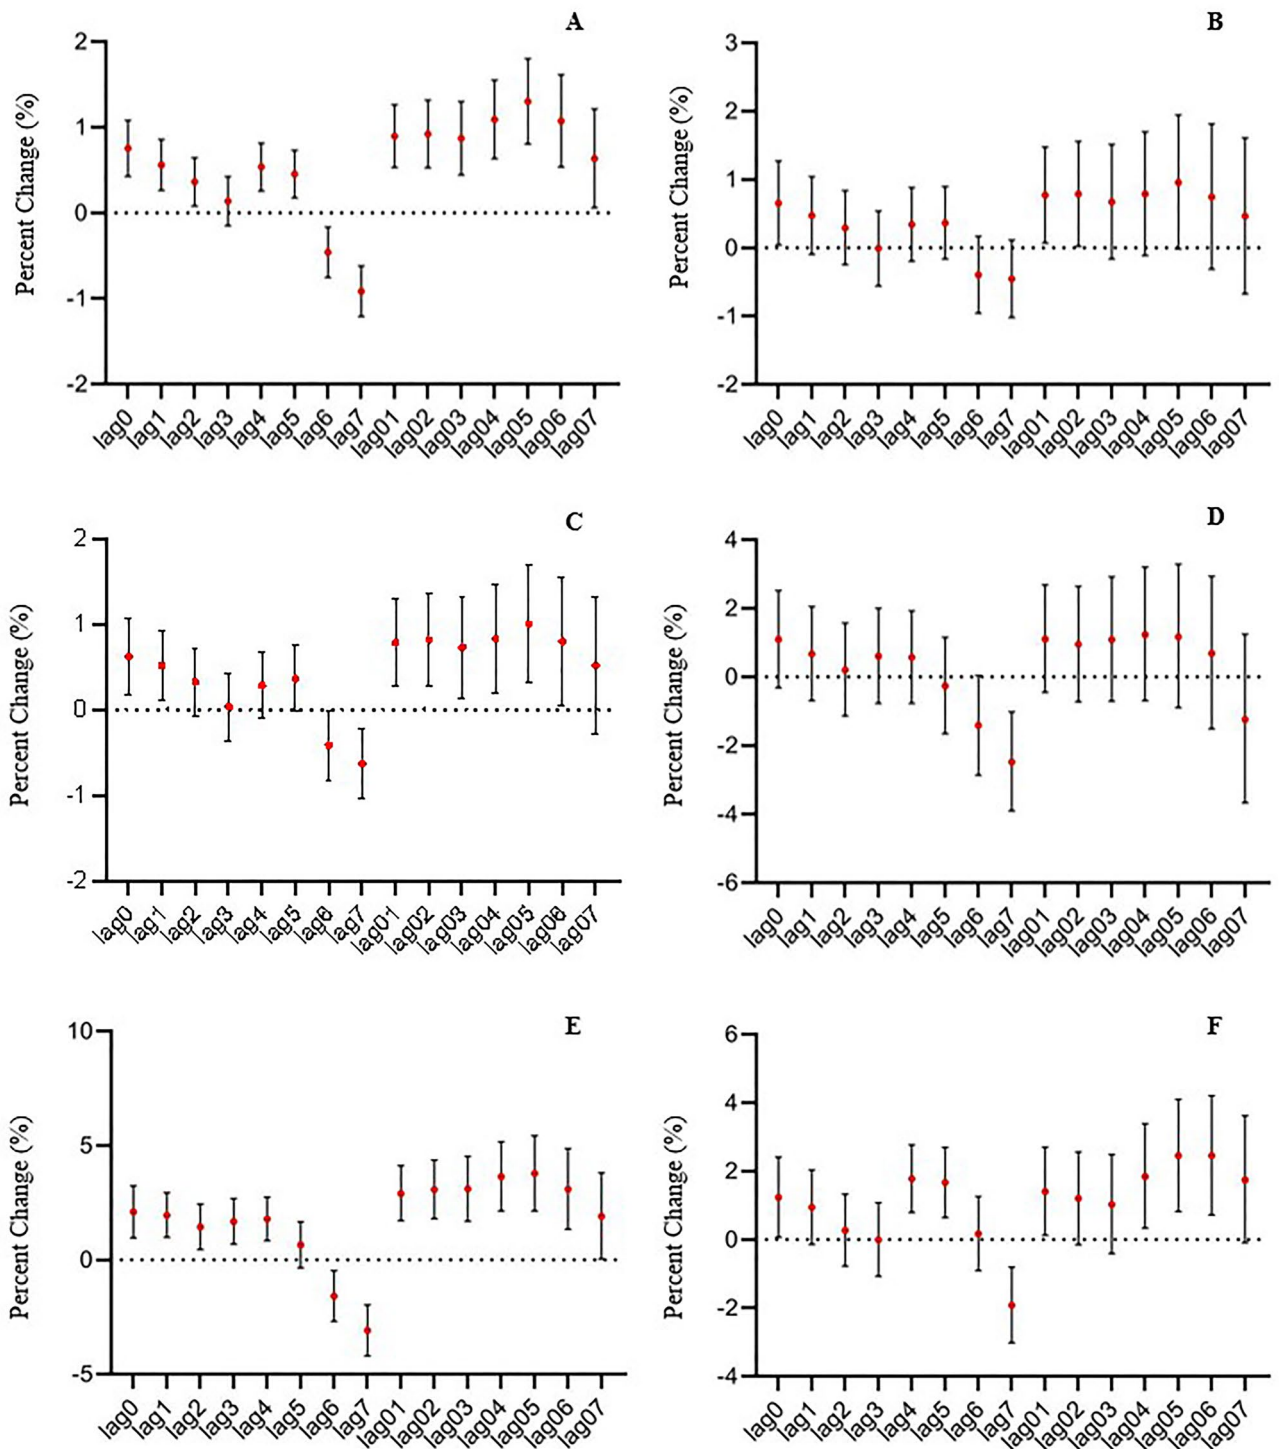 A
Percent Change (%)
2
1
0
-1
-2
lag0 lag1 lag2 lag3 lag4 lag5 lag6 lag7 lag01 lag02 lag03 lag04 lag05 lag06 lag07
B
Percent Change (%)
3
2
1
0
-1
-2
lag0 lag1 lag2 lag3 lag4 lag5 lag6 lag7 lag01 lag02 lag03 lag04 lag05 lag06 lag07
C
Percent Change (%)
2
1
0
-1
-2
lag0 lag1 lag2 lag3 lag4 lag5 lag6 lag7 lag01 lag02 lag03 lag04 lag05 lag06 lag07
D
Percent Change (%)
4
2
0
-2
-4
-6
lag0 lag1 lag2 lag3 lag4 lag5 lag6 lag7 lag01 lag02 lag03 lag04 lag05 lag06 lag07
E
Percent Change (%)
10
5
0
-5
lag0 lag1 lag2 lag3 lag4 lag5 lag6 lag7 lag01 lag02 lag03 lag04 lag05 lag06 lag07
F
Percent Change (%)
6
4
2
0
-2
-4
lag0 lag1 lag2 lag3 lag4 lag5 lag6 lag7 lag01 lag02 lag03 lag04 lag05 lag06 lag07